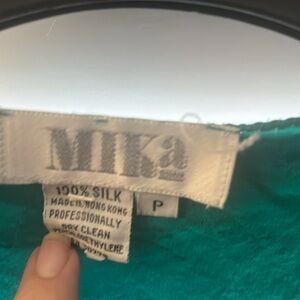 MIKa
100% SILK
MADE IN HONG KONG
PROFESSIONALLY
DRY CLEAN
P